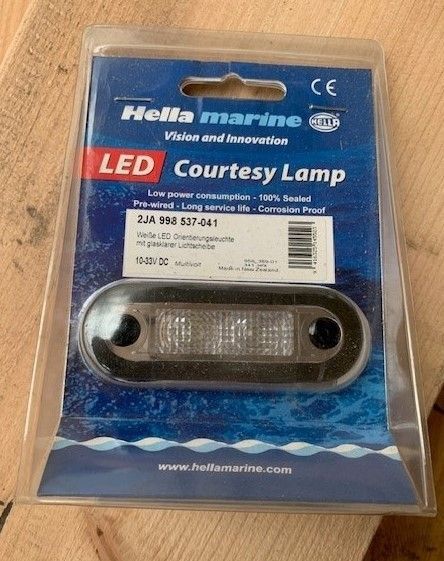 CE
Hella marine
HELLA
Vision and Innovation
LED Courtesy Lamp
Low power consumption - 100% Sealed
Pre-wired - Long service life - Corrosion Proof
2JA 998 537-041
Weiße LED Orientierungsleuchte
mit glasklarer Lichtscheibe
10-33V DC Multivolt
Made in New Zealand
www.hellamarine.com